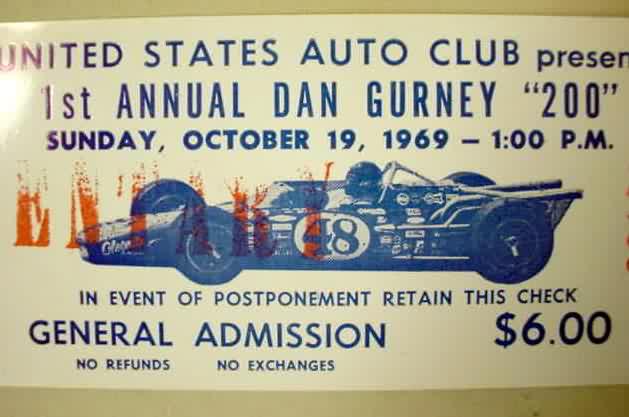 UNITED STATES AUTO CLUB presen
1st ANNUAL DAN GURNEY "200"
SUNDAY, OCTOBER 19, 1969 — 1:00 P.M.
48
IN EVENT OF POSTPONEMENT RETAIN THIS CHECK
GENERAL ADMISSION $6.00
NO REFUNDS NO EXCHANGES